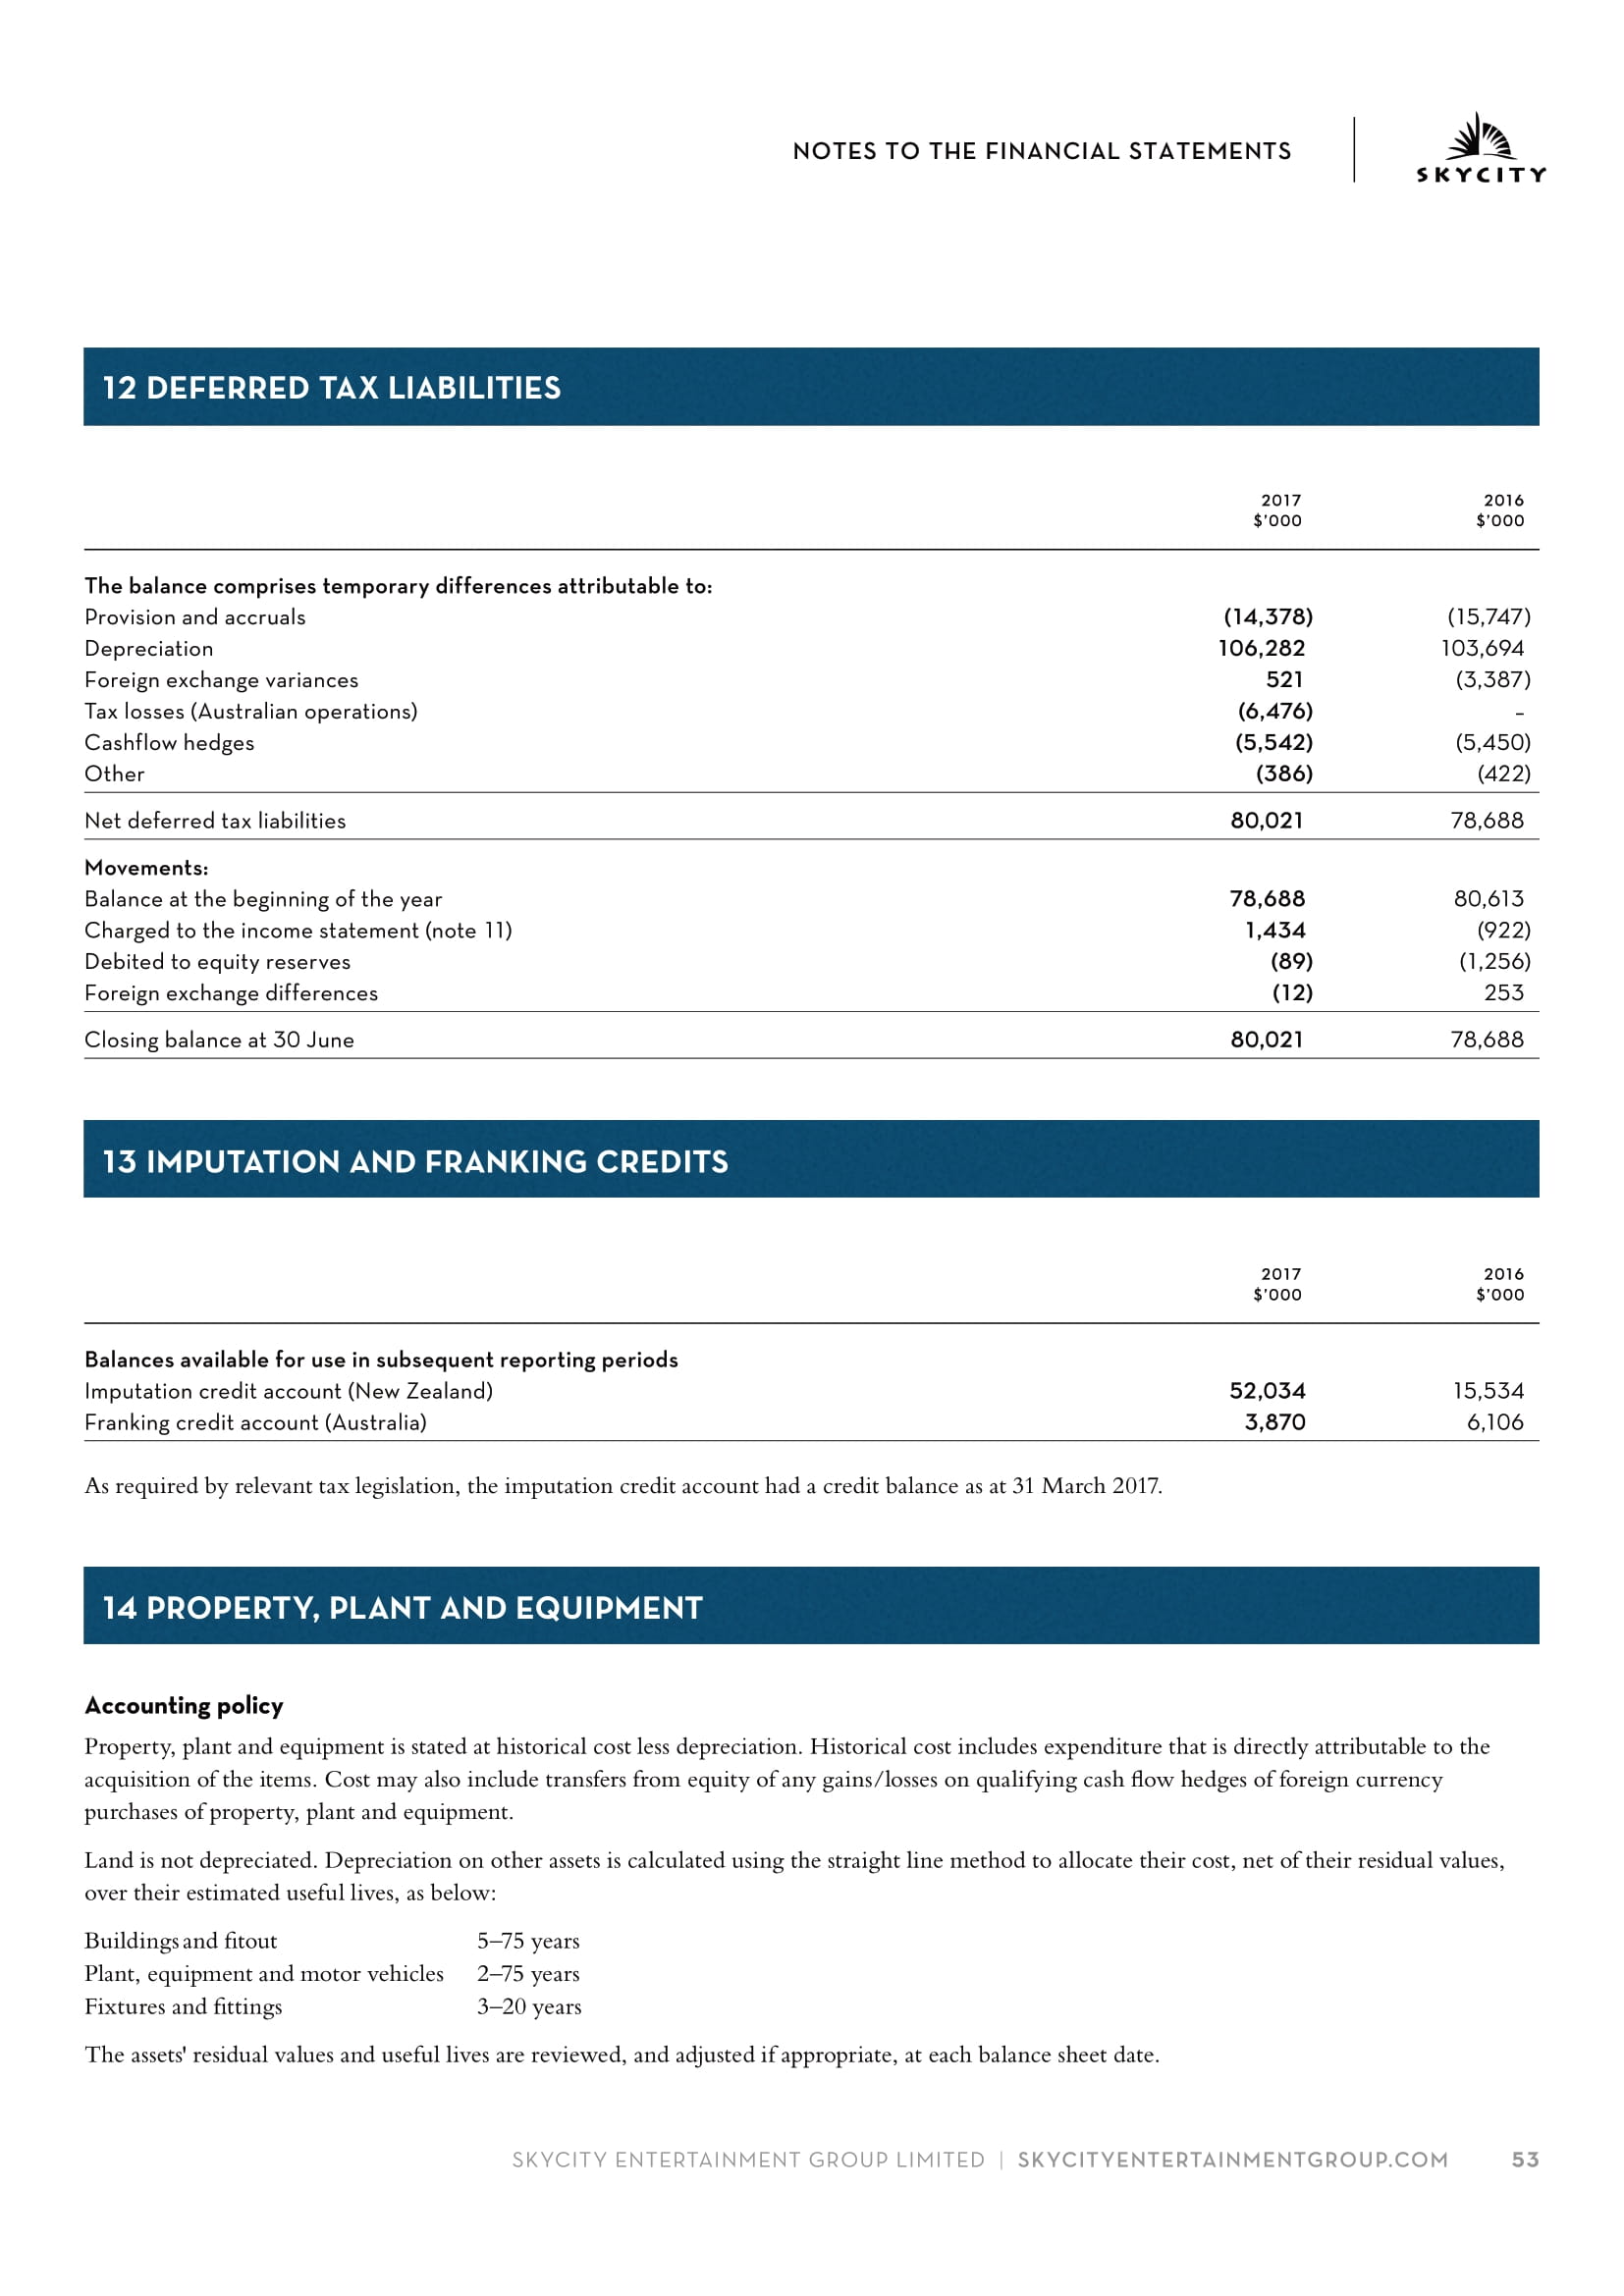 NOTES TO THE FINANCIAL STATEMENTS
SKYCITY
12 DEFERRED TAX LIABILITIES
2017 2016
$'000 $'000
The balance comprises temporary differences attributable to:
Provision and accruals (14,378) (15,747)
Depreciation 106,282 103,694
Foreign exchange variances 521 (3,387)
Tax losses (Australian operations) (6,476) –
Cashflow hedges (5,542) (5,450)
Other (386) (422)
Net deferred tax liabilities 80,021 78,688
Movements:
Balance at the beginning of the year 78,688 80,613
Charged to the income statement (note 11) 1,434 (922)
Debited to equity reserves (89) (1,256)
Foreign exchange differences (12) 253
Closing balance at 30 June 80,021 78,688
13 IMPUTATION AND FRANKING CREDITS
2017 2016
$'000 $'000
Balances available for use in subsequent reporting periods
Imputation credit account (New Zealand) 52,034 15,534
Franking credit account (Australia) 3,870 6,106
As required by relevant tax legislation, the imputation credit account had a credit balance as at 31 March 2017.
14 PROPERTY, PLANT AND EQUIPMENT
Accounting policy
Property, plant and equipment is stated at historical cost less depreciation. Historical cost includes expenditure that is directly attributable to the
acquisition of the items. Cost may also include transfers from equity of any gains/losses on qualifying cash flow hedges of foreign currency
purchases of property, plant and equipment.
Land is not depreciated. Depreciation on other assets is calculated using the straight line method to allocate their cost, net of their residual values,
over their estimated useful lives, as below:
Buildings and fitout 5–75 years
Plant, equipment and motor vehicles 2–75 years
Fixtures and fittings 3–20 years
The assets' residual values and useful lives are reviewed, and adjusted if appropriate, at each balance sheet date.
SKYCITY ENTERTAINMENT GROUP LIMITED | SKYCITYENTERTAINMENTGROUP.COM 53